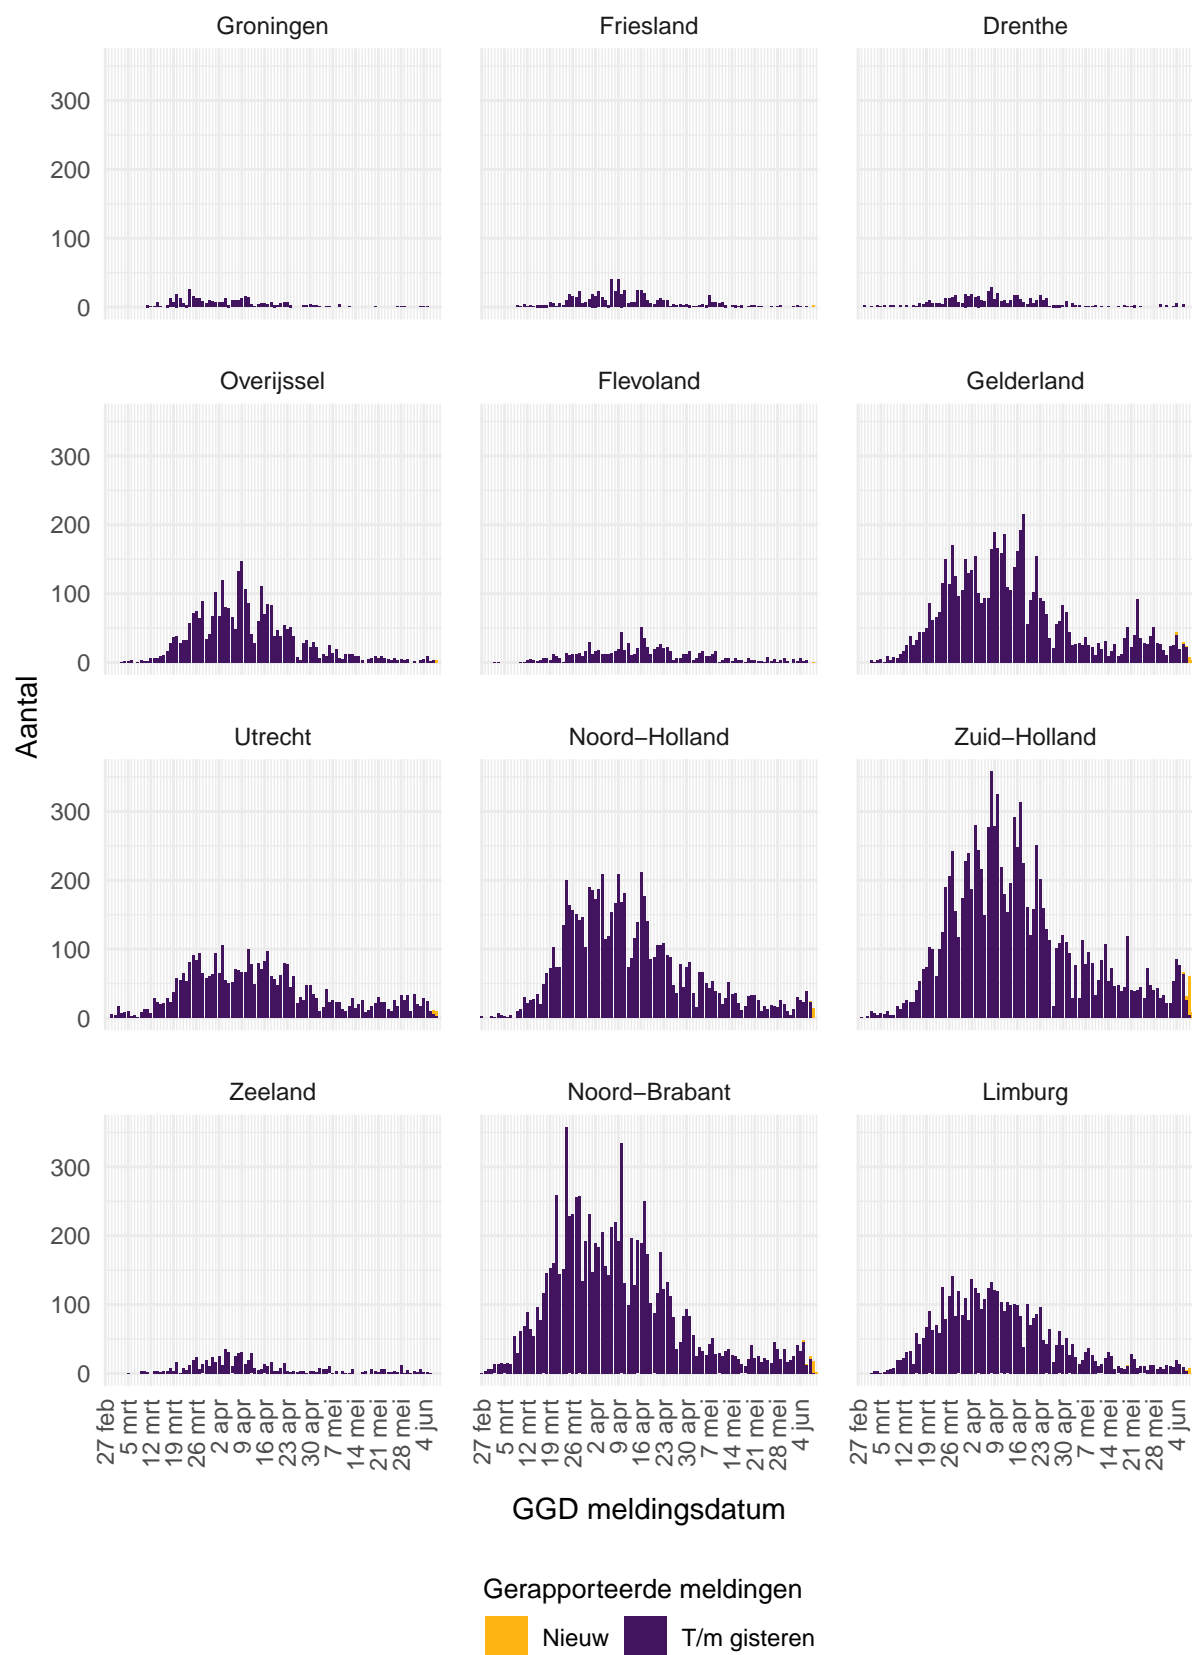 Groningen Friesland Drenthe
300
200
100
0
Overijssel Flevoland Gelderland
300
200
100
0
Aantal
Utrecht Noord−Holland Zuid−Holland
300
200
100
0
Zeeland Noord−Brabant Limburg
300
200
100
0
27 feb 5 mrt 12 mrt 19 mrt 26 mrt 2 apr 9 apr 16 apr 23 apr 30 apr 7 mei 14 mei 21 mei 28 mei 4 jun 27 feb 5 mrt 12 mrt 19 mrt 26 mrt 2 apr 9 apr 16 apr 23 apr 30 apr 7 mei 14 mei 21 mei 28 mei 4 jun 27 feb 5 mrt 12 mrt 19 mrt 26 mrt 2 apr 9 apr 16 apr 23 apr 30 apr 7 mei 14 mei 21 mei 28 mei 4 jun
GGD meldingsdatum
Gerapporteerde meldingen
Nieuw T/m gisteren